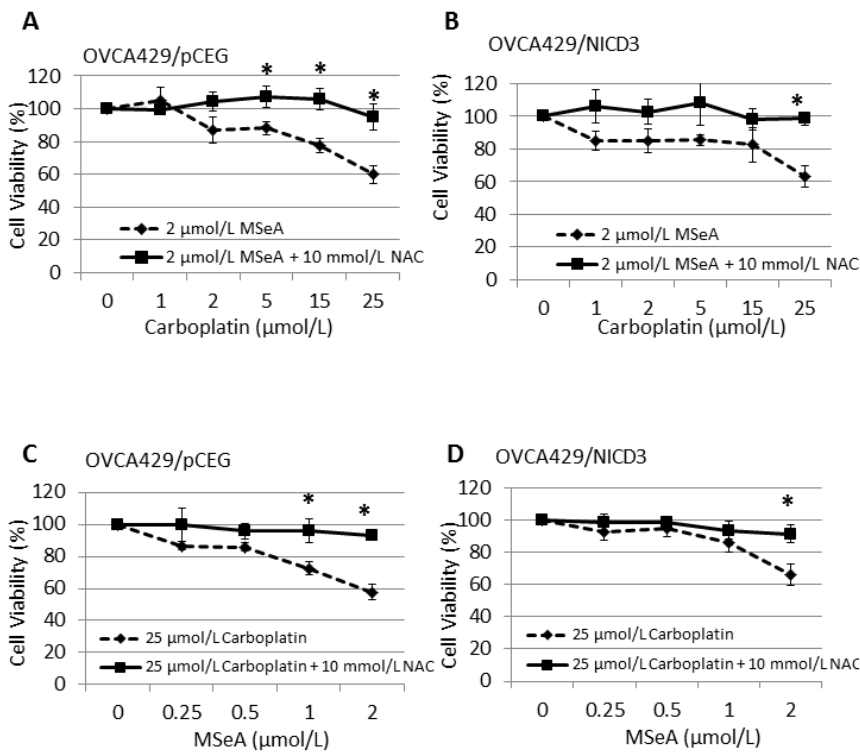 A
OVCA429/pCEG
* * *
120
100
80
60
40
20
0
Cell Viability (%)
2 µmol/L MSeA
2 µmol/L MSeA + 10 mmol/L NAC
0 1 2 5 15 25
Carboplatin (µmol/L)
B
OVCA429/NICD3
*
120
100
80
60
40
20
0
Cell Viability (%)
2 µmol/L MSeA
2 µmol/L MSeA + 10 mmol/L NAC
0 1 2 5 15 25
Carboplatin (µmol/L)
C
OVCA429/pCEG
* *
120
100
80
60
40
20
0
Cell Viability (%)
25 µmol/L Carboplatin
25 µmol/L Carboplatin + 10 mmol/L NAC
0 0.25 0.5 1 2
MSeA (µmol/L)
D
OVCA429/NICD3
*
120
100
80
60
40
20
0
Cell Viability (%)
25 µmol/L Carboplatin
25 µmol/L Carboplatin + 10 mmol/L NAC
0 0.25 0.5 1 2
MSeA (µmol/L)